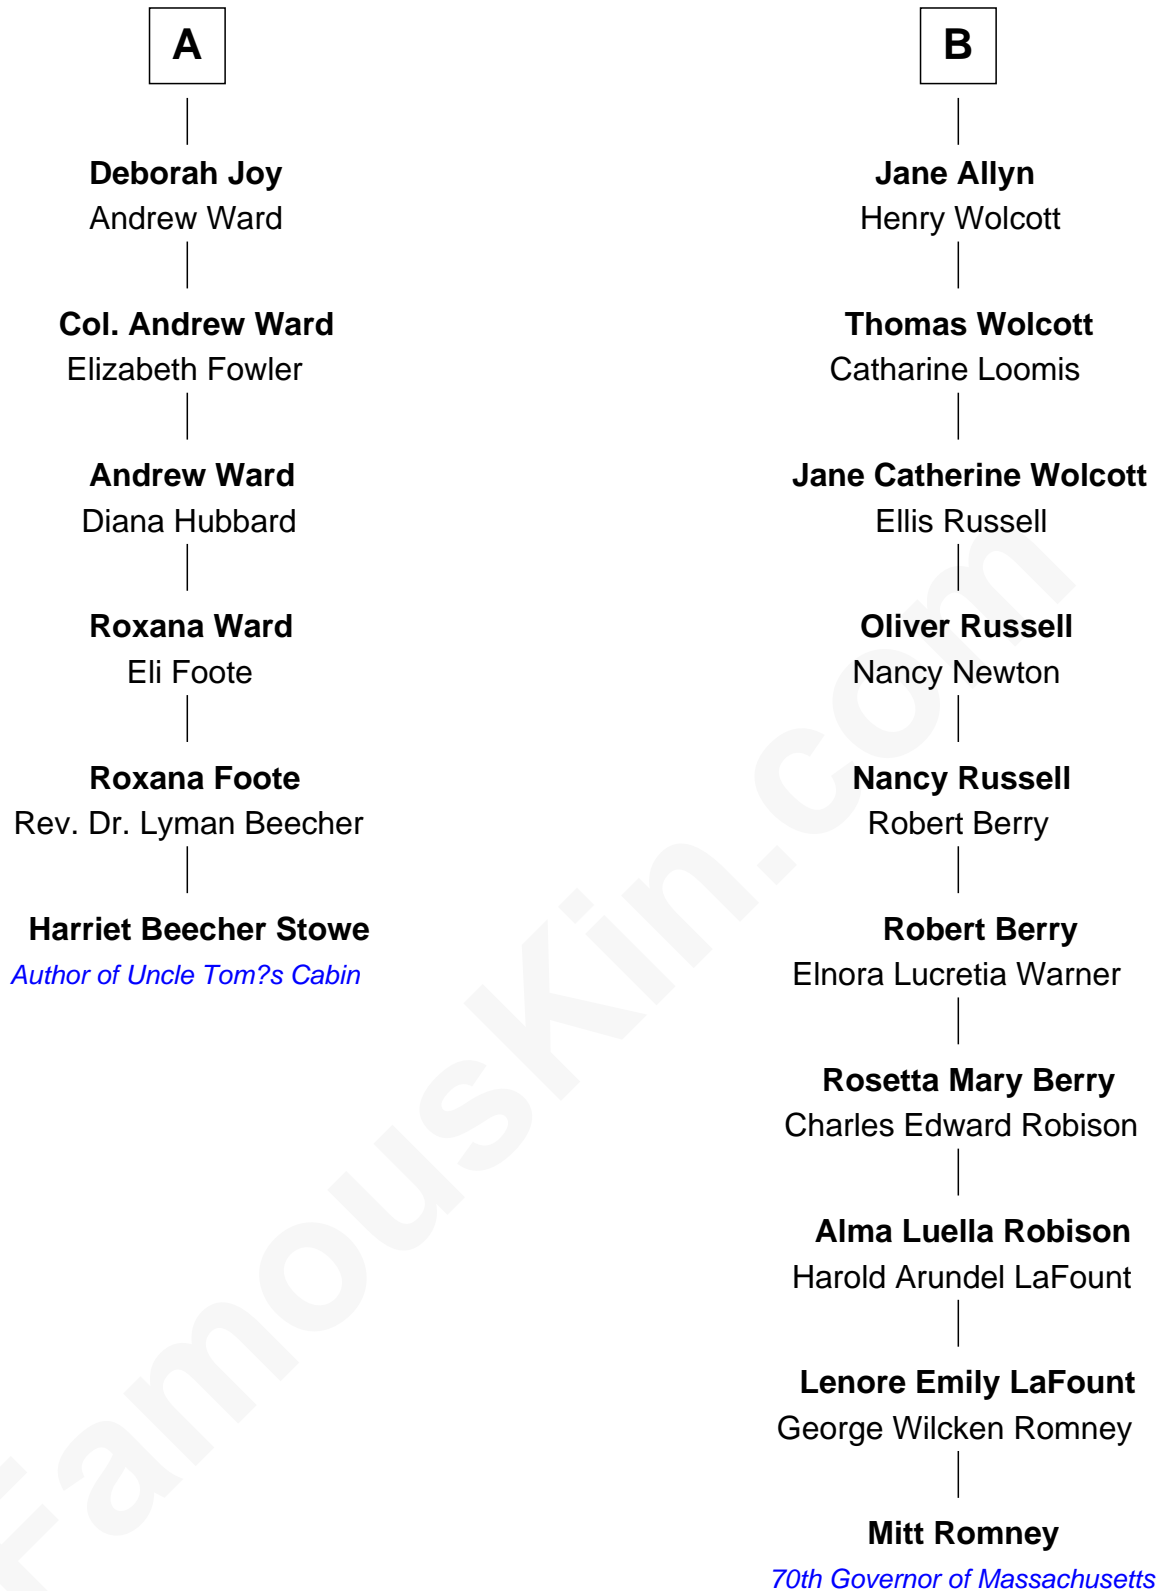 A
Deborah Joy
Andrew Ward
Col. Andrew Ward
Elizabeth Fowler
Andrew Ward
Diana Hubbard
Roxana Ward
Eli Foote
Roxana Foote
Rev. Dr. Lyman Beecher
Harriet Beecher Stowe
Author of Uncle Tom?s Cabin
B
Jane Allyn
Henry Wolcott
Thomas Wolcott
Catharine Loomis
Jane Catherine Wolcott
Ellis Russell
Oliver Russell
Nancy Newton
Nancy Russell
Robert Berry
Robert Berry
Elnora Lucretia Warner
Rosetta Mary Berry
Charles Edward Robison
Alma Luella Robison
Harold Arundel LaFount
Lenore Emily LaFount
George Wilcken Romney
Mitt Romney
70th Governor of Massachusetts
FamousKin.com